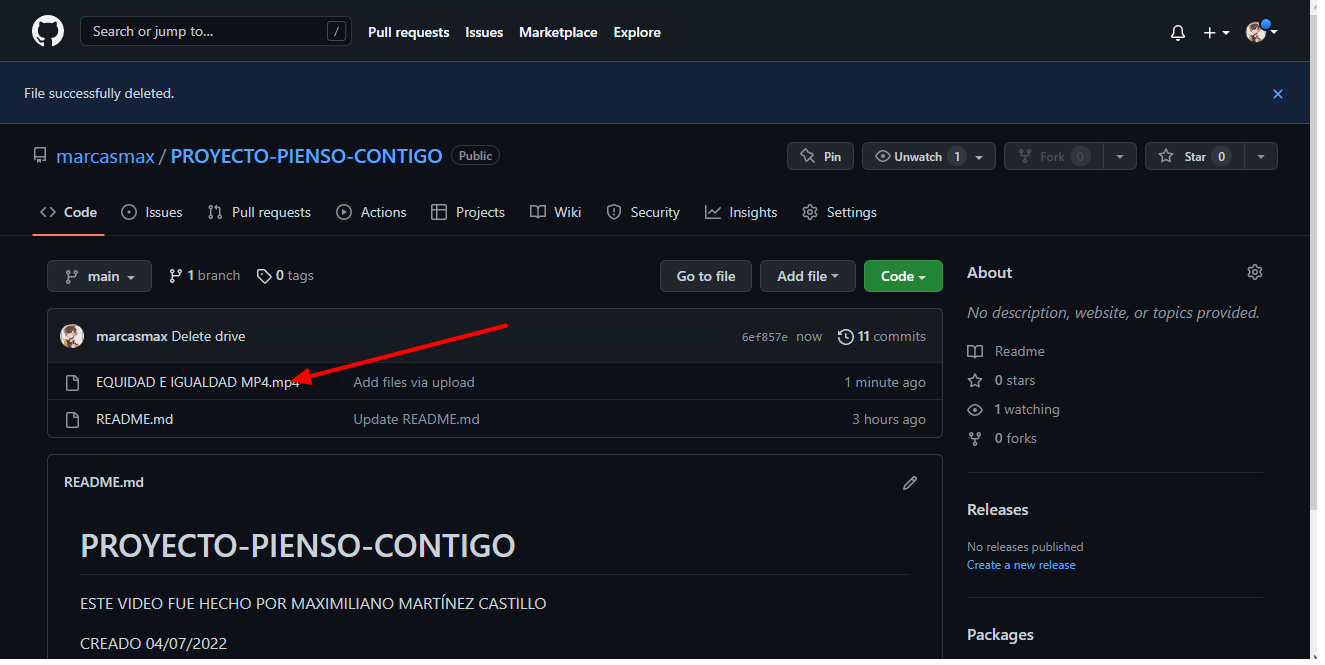 Search or jump to... /
Pull requests Issues Marketplace Explore
File successfully deleted.
marcasmax / PROYECTO-PIENSO-CONTIGO Public
Pin Unwatch 1 Fork 0 Star 0
Code Issues Pull requests Actions Projects Wiki Security Insights Settings
main 1 branch 0 tags Go to file Add file Code
marcasmax Delete drive 6ef857e now 11 commits
EQUIDAD E IGUALDAD MP4.mp4 Add files via upload 1 minute ago
README.md Update README.md 3 hours ago
README.md
PROYECTO-PIENSO-CONTIGO
ESTE VIDEO FUE HECHO POR MAXIMILIANO MARTÍNEZ CASTILLO
CREADO 04/07/2022
About
No description, website, or topics provided.
Readme
0 stars
1 watching
0 forks
Releases
No releases published
Create a new release
Packages